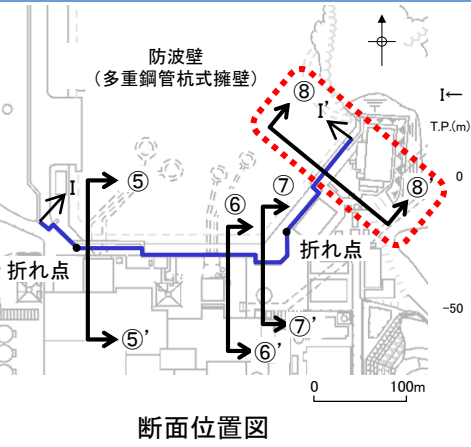 防波壁
（多重鋼管杭式擁壁）
⑧
I'
I←
T.P.(m)
0
⑤
⑦
⑧'
I
⑥
折れ点
折れ点
-50
⑤'
⑦'
⑥'
0 100m
断面位置図